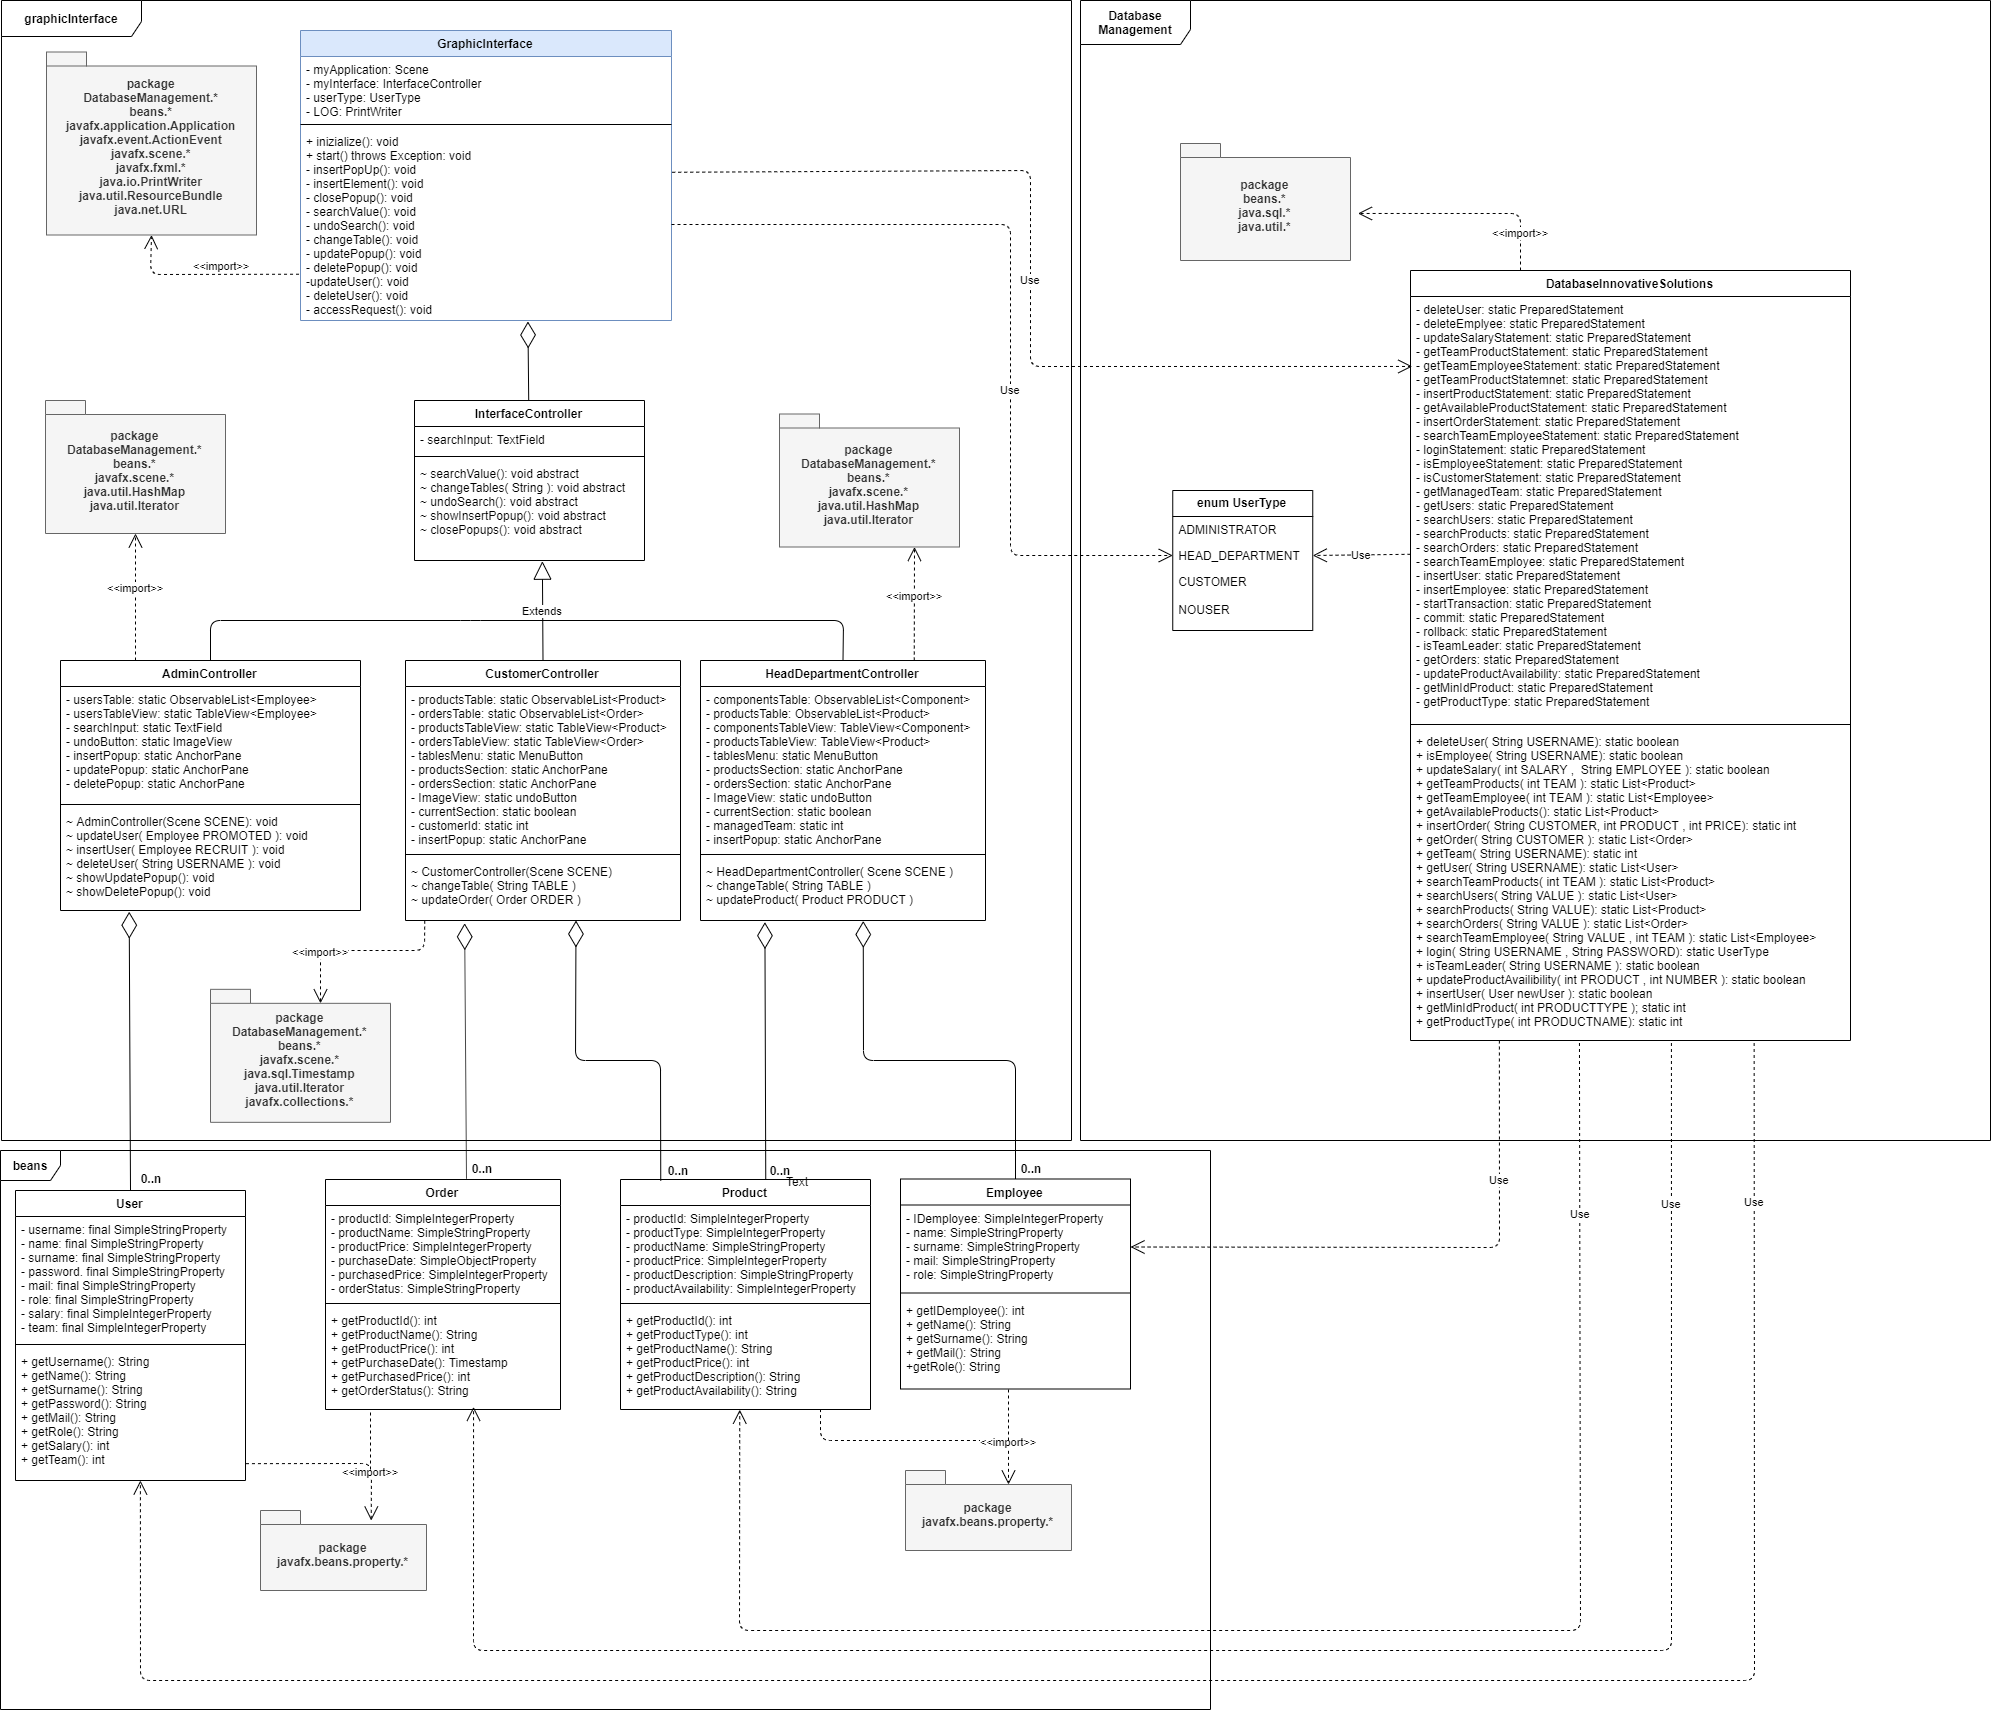 graphicInterface
package
DatabaseManagement.*
beans.*
javafx.application.Application
javafx.event.ActionEvent
javafx.scene.*
javafx.fxml.*
java.io.PrintWriter
java.util.ResourceBundle
java.net.URL
<<import>>
GraphicInterface
- myApplication: Scene
- myInterface: InterfaceController
- userType: UserType
- LOG: PrintWriter
+ inizialize(): void
+ start() throws Exception: void
- insertPopUp(): void
- insertElement(): void
- closePopup(): void
- searchValue(): void
- undoSearch(): void
- changeTable(): void
- updatePopup(): void
- deletePopup(): void
-updateUser(): void
- deleteUser(): void
- accessRequest(): void
Use
Use
package
DatabaseManagement.*
beans.*
javafx.scene.*
java.util.HashMap
java.util.Iterator
<<import>>
InterfaceController
- searchInput: TextField
~ searchValue(): void abstract
~ changeTables( String ): void abstract
~ undoSearch(): void abstract
~ showInsertPopup(): void abstract
~ closePopups(): void abstract
Extends
package
DatabaseManagement.*
beans.*
javafx.scene.*
java.util.HashMap
java.util.Iterator
<<import>>
AdminController
- usersTable: static ObservableList<Employee>
- usersTableView: static TableView<Employee>
- searchInput: static TextField
- undoButton: static ImageView
- insertPopup: static AnchorPane
- updatePopup: static AnchorPane
- deletePopup: static AnchorPane
~ AdminController(Scene SCENE): void
~ updateUser( Employee PROMOTED ): void
~ insertUser( Employee RECRUIT ): void
~ deleteUser( String USERNAME ): void
~ showUpdatePopup(): void
~ showDeletePopup(): void
CustomerController
- productsTable: static ObservableList<Product>
- ordersTable: static ObservableList<Order>
- productsTableView: static TableView<Product>
- ordersTableView: static TableView<Order>
- tablesMenu: static MenuButton
- productsSection: static AnchorPane
- ordersSection: static AnchorPane
- ImageView: static undoButton
- currentSection: static boolean
- customerId: static int
- insertPopup: static AnchorPane
~ CustomerController(Scene SCENE)
~ changeTable( String TABLE )
~ updateOrder( Order ORDER )
HeadDepartmentController
- componentsTable: ObservableList<Component>
- productsTable: ObservableList<Product>
- componentsTableView: TableView<Component>
- productsTableView: TableView<Product>
- tablesMenu: static MenuButton
- productsSection: static AnchorPane
- ordersSection: static AnchorPane
- ImageView: static undoButton
- currentSection: static boolean
- managedTeam: static int
- insertPopup: static AnchorPane
~ HeadDepartmentController( Scene SCENE )
~ changeTable( String TABLE )
~ updateProduct( Product PRODUCT )
<<import>>
package
DatabaseManagement.*
beans.*
javafx.scene.*
java.sql.Timestamp
java.util.Iterator
javafx.collections.*
Database
Management
package
beans.*
java.sql.*
java.util.*
<<import>>
DatabaseInnovativeSolutions
- deleteUser: static PreparedStatement
- deleteEmplyee: static PreparedStatement
- updateSalaryStatement: static PreparedStatement
- getTeamProductStatement: static PreparedStatement
- getTeamEmployeeStatement: static PreparedStatement
- getTeamProductStatemnet: static PreparedStatement
- insertProductStatement: static PreparedStatement
- getAvailableProductStatement: static PreparedStatement
- insertOrderStatement: static PreparedStatement
- searchTeamEmployeeStatement: static PreparedStatement
- loginStatement: static PreparedStatement
- isEmployeeStatement: static PreparedStatement
- isCustomerStatement: static PreparedStatement
- getManagedTeam: static PreparedStatement
- getUsers: static PreparedStatement
- searchUsers: static PreparedStatement
- searchProducts: static PreparedStatement
- searchOrders: static PreparedStatement
- searchTeamEmployee: static PreparedStatement
- insertUser: static PreparedStatement
- insertEmployee: static PreparedStatement
- startTransaction: static PreparedStatement
- commit: static PreparedStatement
- rollback: static PreparedStatement
- isTeamLeader: static PreparedStatement
- getOrders: static PreparedStatement
- updateProductAvailability: static PreparedStatement
- getMinIdProduct: static PreparedStatement
- getProductType: static PreparedStatement
+ deleteUser( String USERNAME): static boolean
+ isEmployee( String USERNAME): static boolean
+ updateSalary( int SALARY ,  String EMPLOYEE ): static boolean
+ getTeamProducts( int TEAM ): static List<Product>
+ getTeamEmployee( int TEAM ): static List<Employee>
+ getAvailableProducts(): static List<Product>
+ insertOrder( String CUSTOMER, int PRODUCT , int PRICE): static int
+ getOrder( String CUSTOMER ): static List<Order>
+ getTeam( String USERNAME): static int
+ getUser( String USERNAME): static List<User>
+ searchTeamProducts( int TEAM ): static List<Product>
+ searchUsers( String VALUE ): static List<User>
+ searchProducts( String VALUE): static List<Product>
+ searchOrders( String VALUE ): static List<Order>
+ searchTeamEmployee( String VALUE , int TEAM ): static List<Employee>
+ login( String USERNAME , String PASSWORD): static UserType
+ isTeamLeader( String USERNAME ): static boolean
+ updateProductAvailibility( int PRODUCT , int NUMBER ): static boolean
+ insertUser( User newUser ): static boolean
+ getMinIdProduct( int PRODUCTTYPE ); static int
+ getProductType( int PRODUCTNAME): static int
enum UserType
ADMINISTRATOR
HEAD_DEPARTMENT
CUSTOMER
NOUSER
Use
Use
Use
Use
Use
beans
0..n
0..n
0..n
0..n
Text
0..n
User
- username: final SimpleStringProperty
- name: final SimpleStringProperty
- surname: final SimpleStringProperty
- password. final SimpleStringProperty
- mail: final SimpleStringProperty
- role: final SimpleStringProperty
- salary: final SimpleIntegerProperty
- team: final SimpleIntegerProperty
+ getUsername(): String
+ getName(): String
+ getSurname(): String
+ getPassword(): String
+ getMail(): String
+ getRole(): String
+ getSalary(): int
+ getTeam(): int
Order
- productId: SimpleIntegerProperty
- productName: SimpleStringProperty
- productPrice: SimpleIntegerProperty
- purchaseDate: SimpleObjectProperty
- purchasedPrice: SimpleIntegerProperty
- orderStatus: SimpleStringProperty
+ getProductId(): int
+ getProductName(): String
+ getProductPrice(): int
+ getPurchaseDate(): Timestamp
+ getPurchasedPrice(): int
+ getOrderStatus(): String
Product
- productId: SimpleIntegerProperty
- productType: SimpleIntegerProperty
- productName: SimpleStringProperty
- productPrice: SimpleIntegerProperty
- productDescription: SimpleStringProperty
- productAvailability: SimpleIntegerProperty
+ getProductId(): int
+ getProductType(): int
+ getProductName(): String
+ getProductPrice(): int
+ getProductDescription(): String
+ getProductAvailability(): String
Employee
- IDemployee: SimpleIntegerProperty
- name: SimpleStringProperty
- surname: SimpleStringProperty
- mail: SimpleStringProperty
- role: SimpleStringProperty
+ getIDemployee(): int
+ getName(): String
+ getSurname(): String
+ getMail(): String
+getRole(): String
<<import>>
package
javafx.beans.property.*
<<import>>
package
javafx.beans.property.*